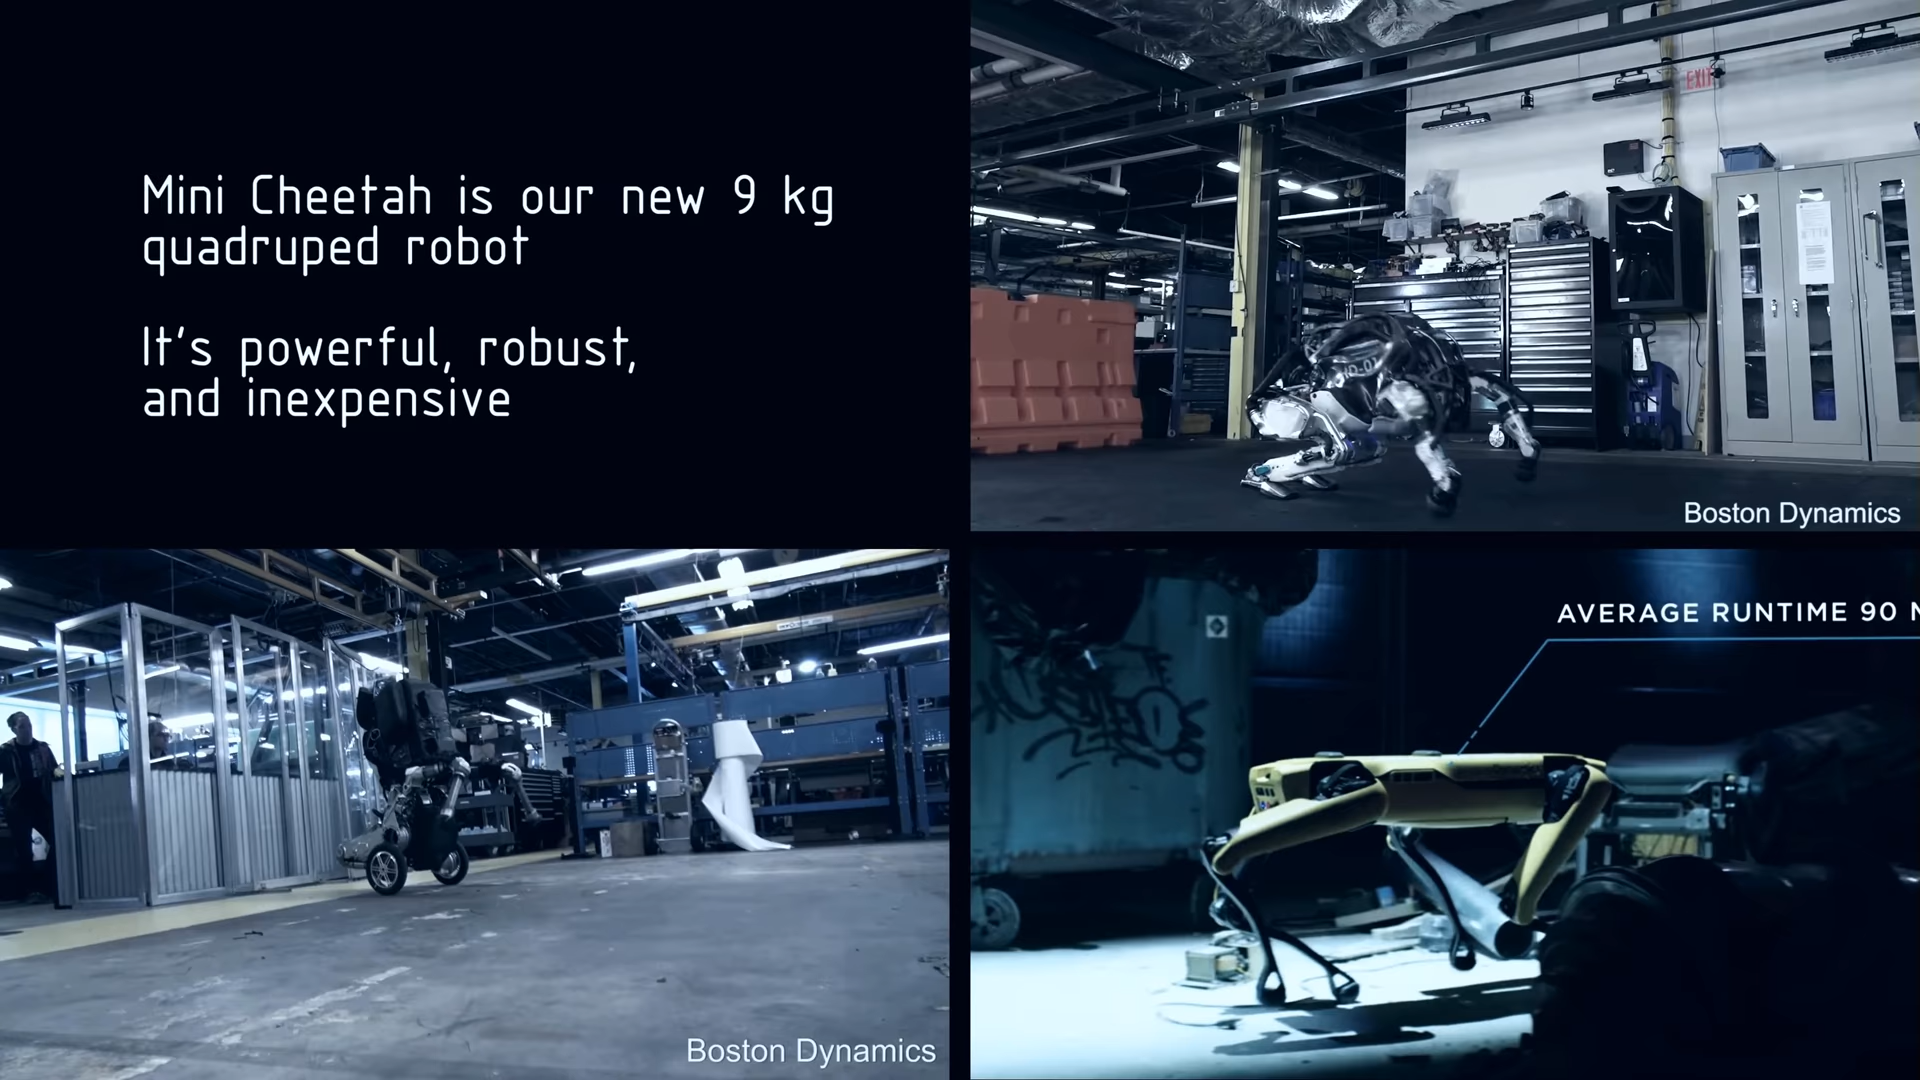 Mini Cheetah is our new 9 kg
quadruped robot
It's powerful, robust,
and inexpensive
EXIT
Boston Dynamics
Boston Dynamics
AVERAGE RUNTIME 90